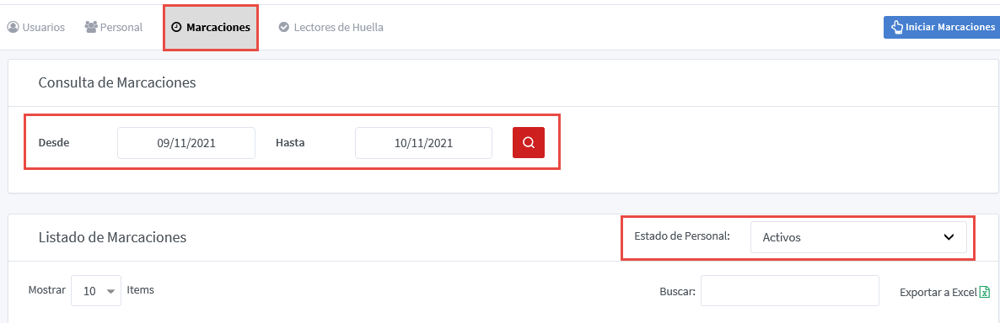 Usuarios Personal Marcaciones Lectores de Huella Iniciar Marcaciones
Consulta de Marcaciones
Desde 09/11/2021 Hasta 10/11/2021
Listado de Marcaciones Estado de Personal: Activos
Mostrar 10 Items Buscar: Exportar a Excel